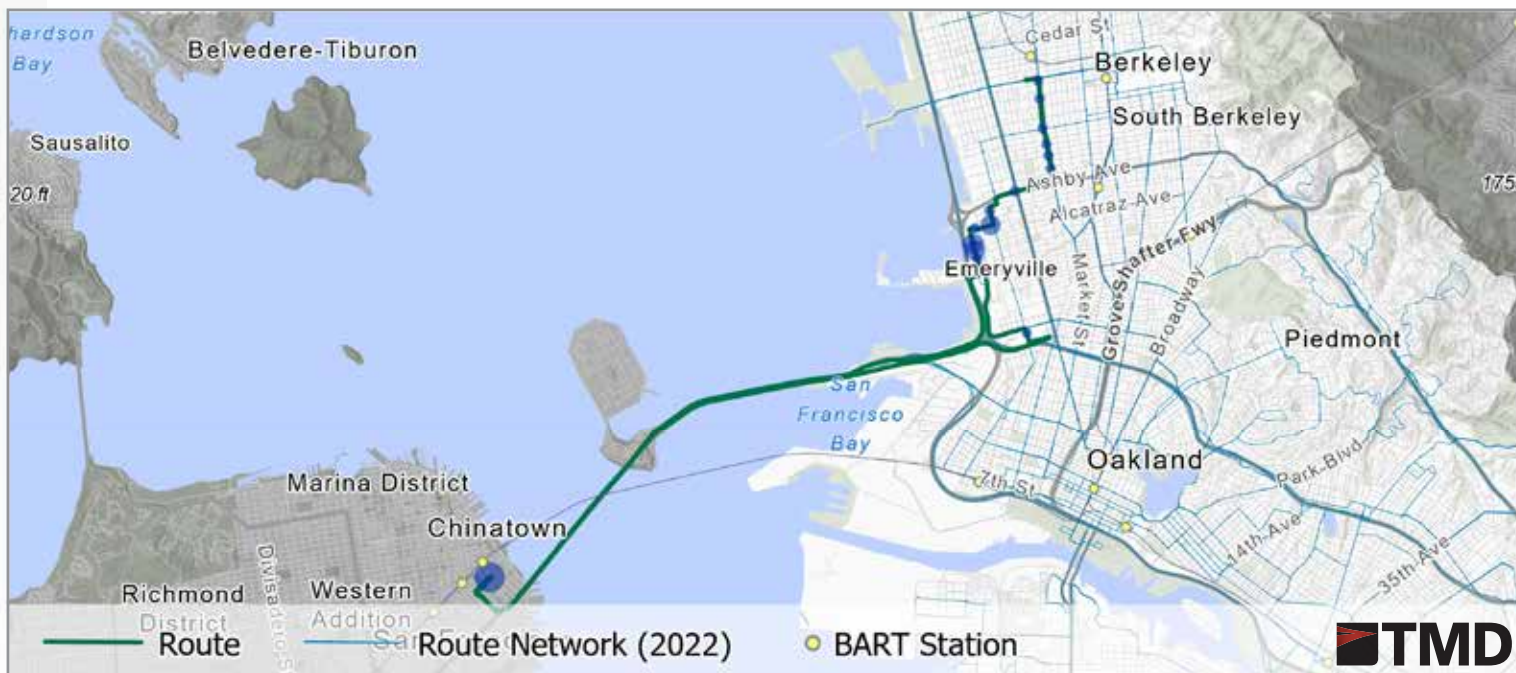 hardson
Bay
Belvedere-Tiburon
Sausalito
20 ft
Cedar St
Berkeley
South Berkeley
Ashby Ave
Alcatraz Ave
175
Emeryville
Market St
Grove-Shafter-Fwy
Broadway
Piedmont
San
Francisco
Bay
Oakland
7th St
Park Blvd
14th Ave
35th Ave
Marina District
Chinatown
Richmond
District
Western
Addition
Route
Route Network (2022)
BART Station
TMD